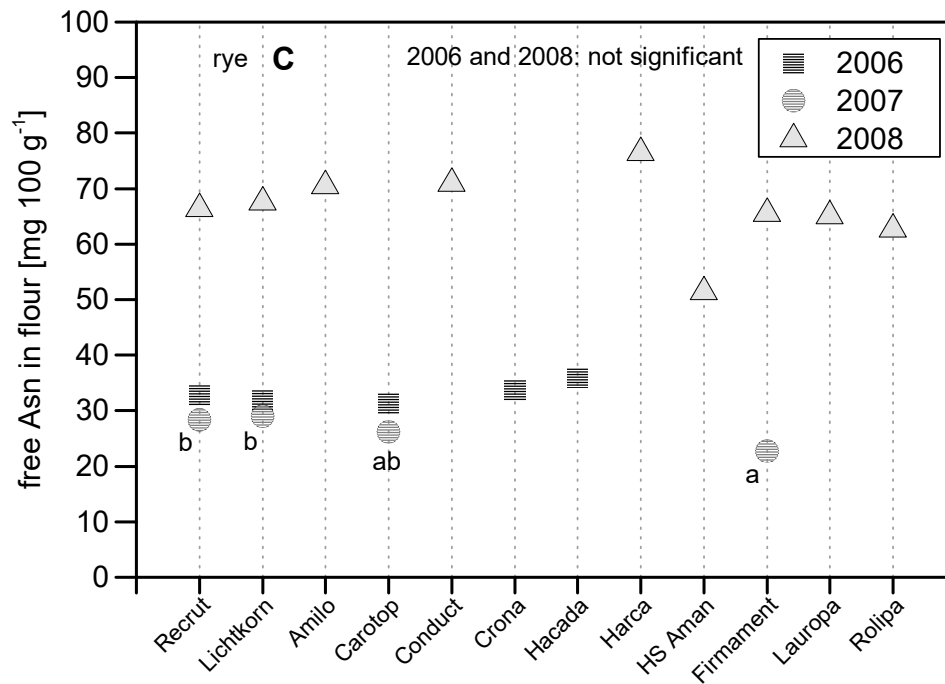 rye C
2006 and 2008: not significant
2006
2007
2008
free Asn in flour [mg 100 g⁻¹]
100
90
80
70
60
50
40
30
20
10
0
b
b
ab
a
Recrut
Lichtkorn
Amilo
Carotop
Conduct
Crona
Hacada
Harca
HS Aman
Firmament
Lauropa
Rolipa